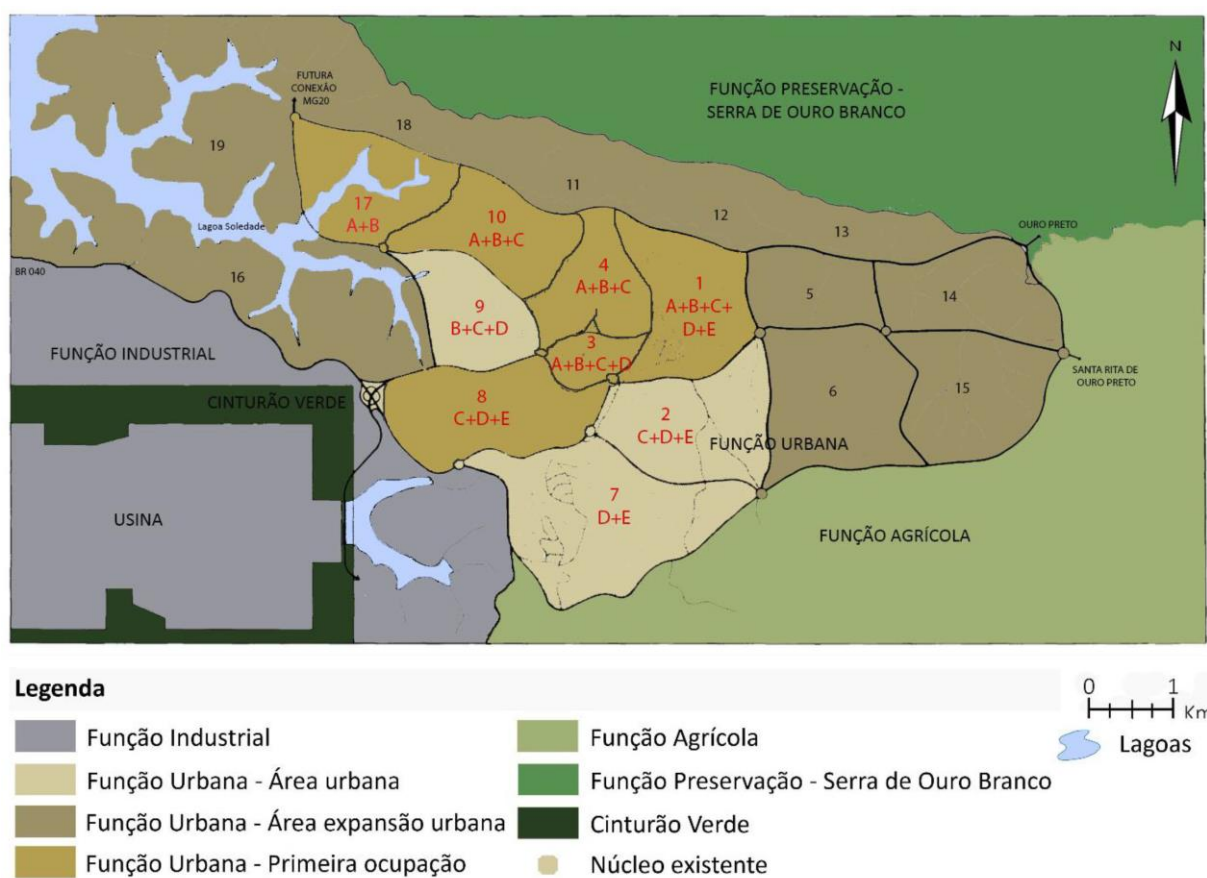 N
FUTURA
CONEXÃO
MG20
FUNÇÃO PRESERVAÇÃO -
SERRA DE OURO BRANCO
18
19
11
17
A+B
10
A+B+C
12
13
OURO PRETO
Lagoa Soledade
4
A+B+C
1
A+B+C+
D+E
BR 040
16
5
14
9
B+C+D
FUNÇÃO INDUSTRIAL
3
A+B+C+D
SANTA RITA DE
OURO PRETO
CINTURÃO VERDE
8
C+D+E
6
15
2
C+D+E
FUNÇÃO URBANA
7
D+E
USINA
FUNÇÃO AGRÍCOLA
Legenda
0 1
Km
Função Industrial
Função Agrícola
Lagoas
Função Urbana - Área urbana
Função Preservação - Serra de Ouro Branco
Função Urbana - Área expansão urbana
Cinturão Verde
Função Urbana - Primeira ocupação
Núcleo existente